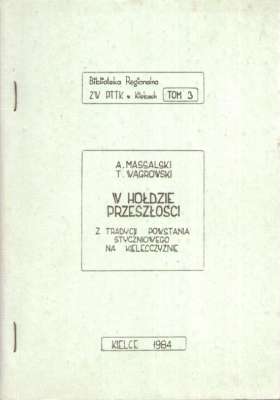 Biblioteka Regionalna
ZW PTTK w Kielcach TOM 3
A. MASSALSKI
T. WĄGROWSKI
W HOŁDZIE
PRZESZŁOŚCI
Z TRADYCJI POWSTANIA
STYCZNIOWEGO
NA KIELECCZYŹNIE
KIELCE 1984